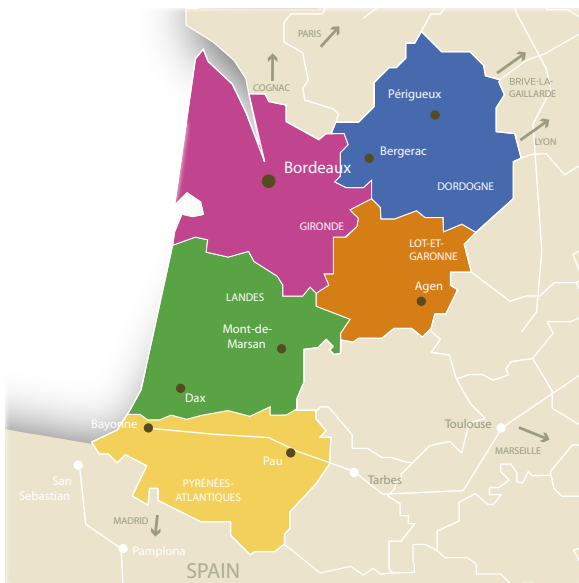 PARIS
COGNAC
BRIVE-LA-
GAILLARDE
LYON
Périgueux
Bergerac
DORDOGNE
Bordeaux
GIRONDE
LOT-ET-
GARONNE
Agen
LANDES
Mont-de-
Marsan
Dax
Bayonne
Pau
PYRÉNÉES-
ATLANTIQUES
Toulouse
MARSEILLE
Tarbes
San
Sebastian
MADRID
Pamplona
SPAIN